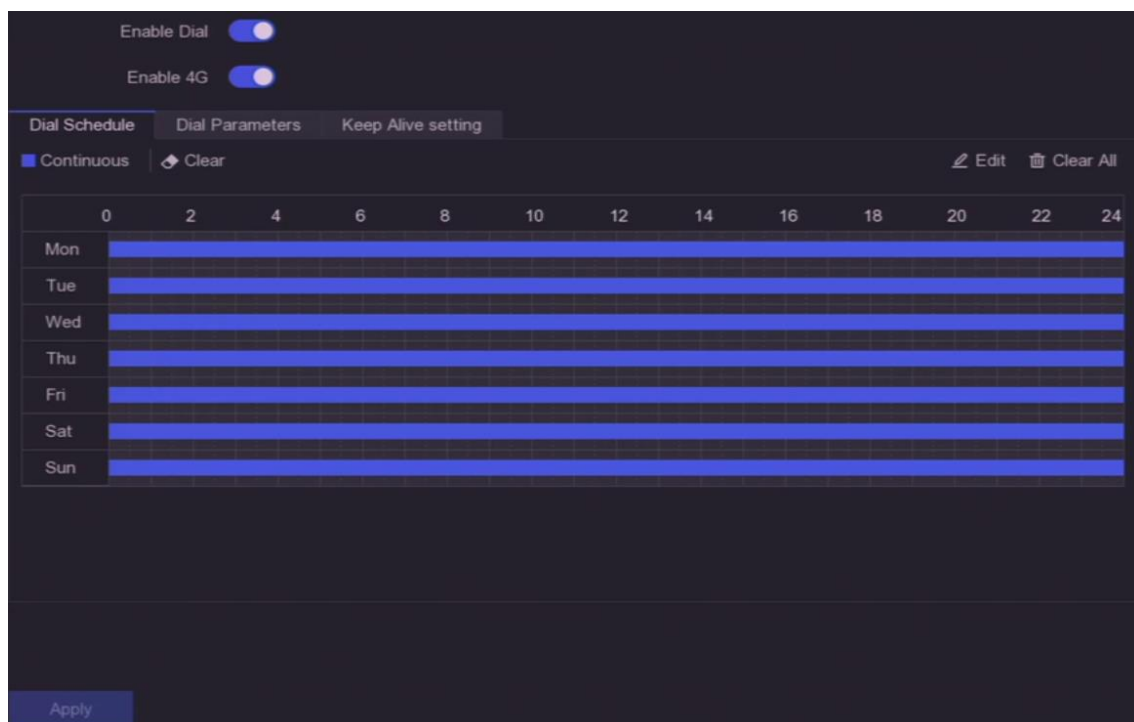 Enable Dial
Enable 4G
Dial Schedule Dial Parameters Keep Alive setting
Continuous Clear Edit Clear All
0 2 4 6 8 10 12 14 16 18 20 22 24
Mon
Tue
Wed
Thu
Fri
Sat
Sun
Apply